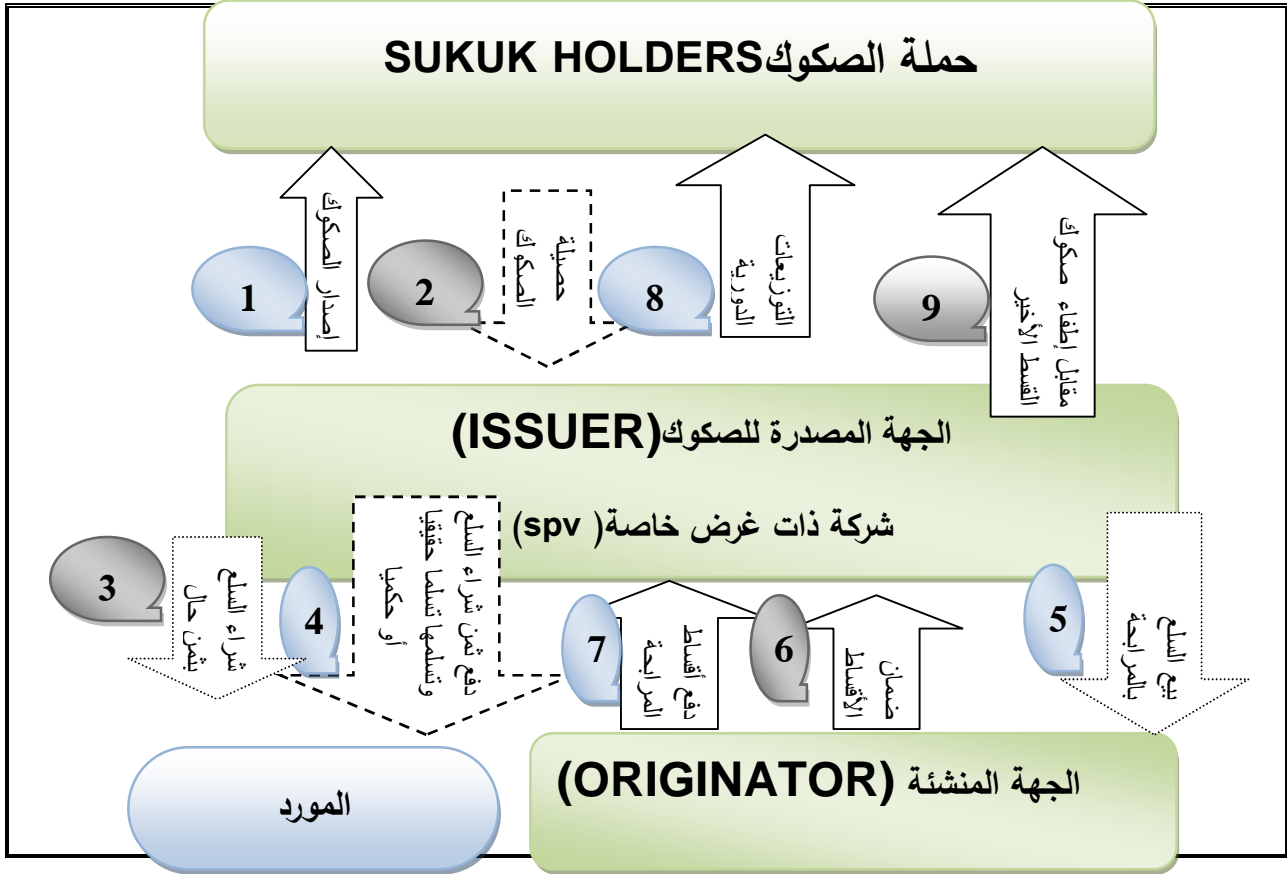 حملة الصكوك SUKUK HOLDERS
1
إصدار الصكوك
2
حصيلة
الصكوك
8
التوزيعات
الدورية
9
مقابل إطفاء صكوك
القسط الأخير
الجهة المصدرة للصكوك (ISSUER)
شركة ذات غرض خاصة (spv)
3
شراء السلع
بثمن حال
4
دفع ثمن شراء السلع
وتسلمها تسلما حقيقيا
أو حكميا
7
دفع أقساط
المرابحة
6
ضمان
الأقساط
5
بيع السلع
بالمرابحة
المورد
الجهة المنشئة (ORIGINATOR)